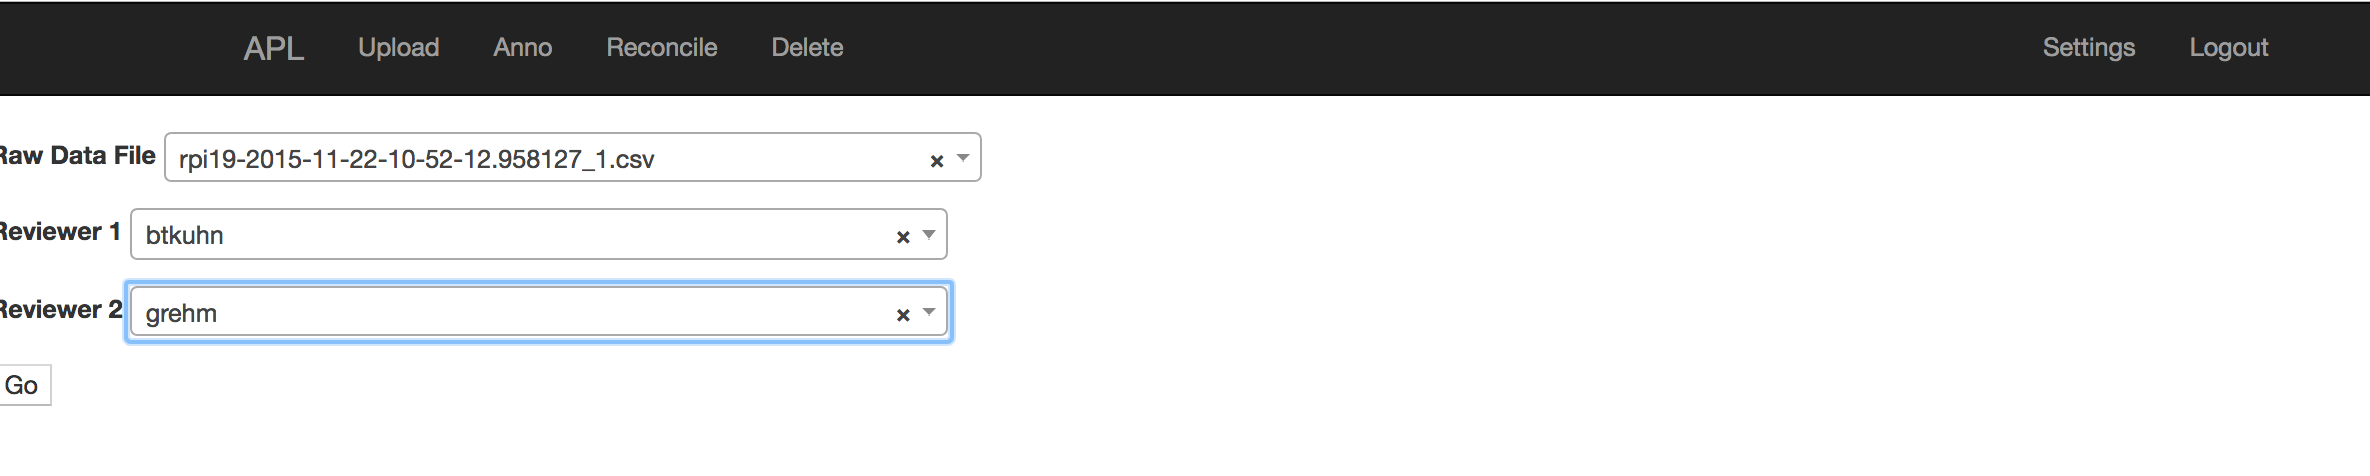 APL Upload Anno Reconcile Delete Settings Logout
Raw Data File rpi19-2015-11-22-10-52-12.958127_1.csv × 
Reviewer 1 btkuhn ×
Reviewer 2 grehm ×
Go